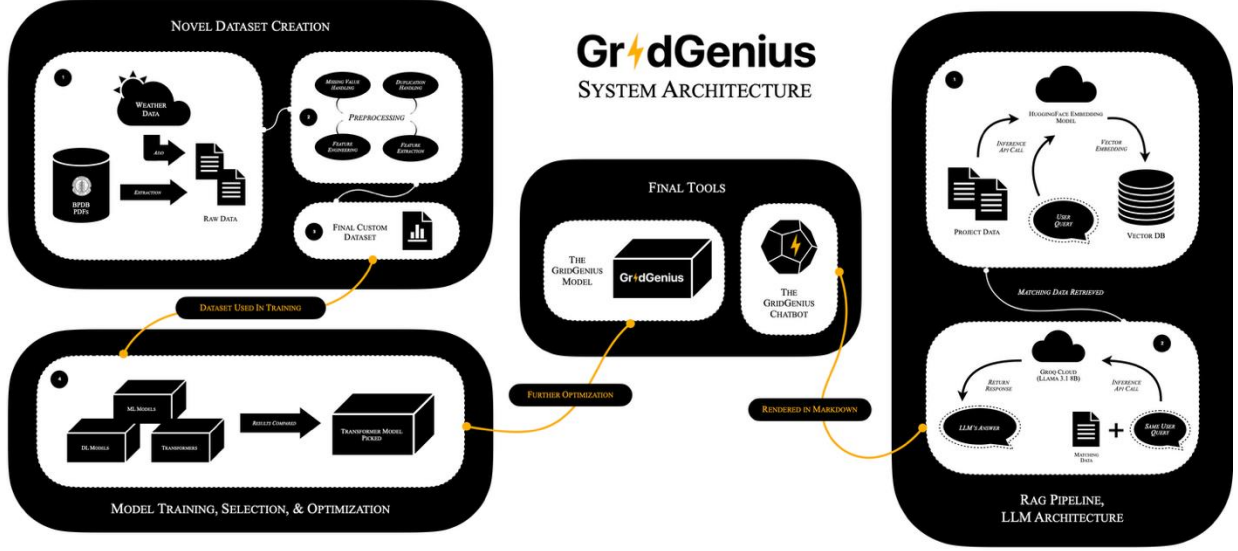 NOVEL DATASET CREATION
1
WEATHER
DATA
ADD
BPDB
PDFS
EXTRACTION
RAW DATA
2
MISSING VALUE
HANDLING
DUPLICATION
HANDLING
PREPROCESSING
FEATURE
ENGINEERING
FEATURE
EXTRACTION
3
FINAL CUSTOM
DATASET
DATASET USED IN TRAINING
4
ML MODELS
DL MODELS
TRANSFORMERS
RESULTS COMPARED
TRANSFORMER MODEL
PICKED
MODEL TRAINING, SELECTION, & OPTIMIZATION
GridGenius
SYSTEM ARCHITECTURE
FINAL TOOLS
THE
GRIDGENIUS
MODEL
GridGenius
THE
GRIDGENIUS
CHATBOT
FURTHER OPTIMIZATION
RENDERED IN MARKDOWN
1
HUGGINGFACE EMBEDDING
MODEL
INFERENCE
API CALL
VECTOR
EMBEDDING
PROJECT DATA
USER
QUERY
VECTOR DB
MATCHING DATA RETRIEVED
2
GROQ CLOUD
(LLAMA 3.1 8B)
RETURN
RESPONSE
INFERENCE
API CALL
LLM'S ANSWER
MATCHING
DATA
+
SAME USER
QUERY
RAG PIPELINE,
LLM ARCHITECTURE